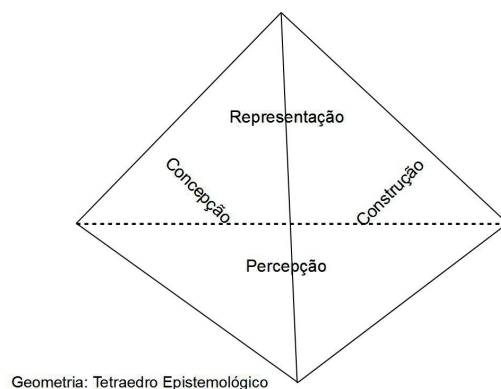 Representação
Concepção
Construção
Percepção
Geometria: Tetraedro Epistemológico